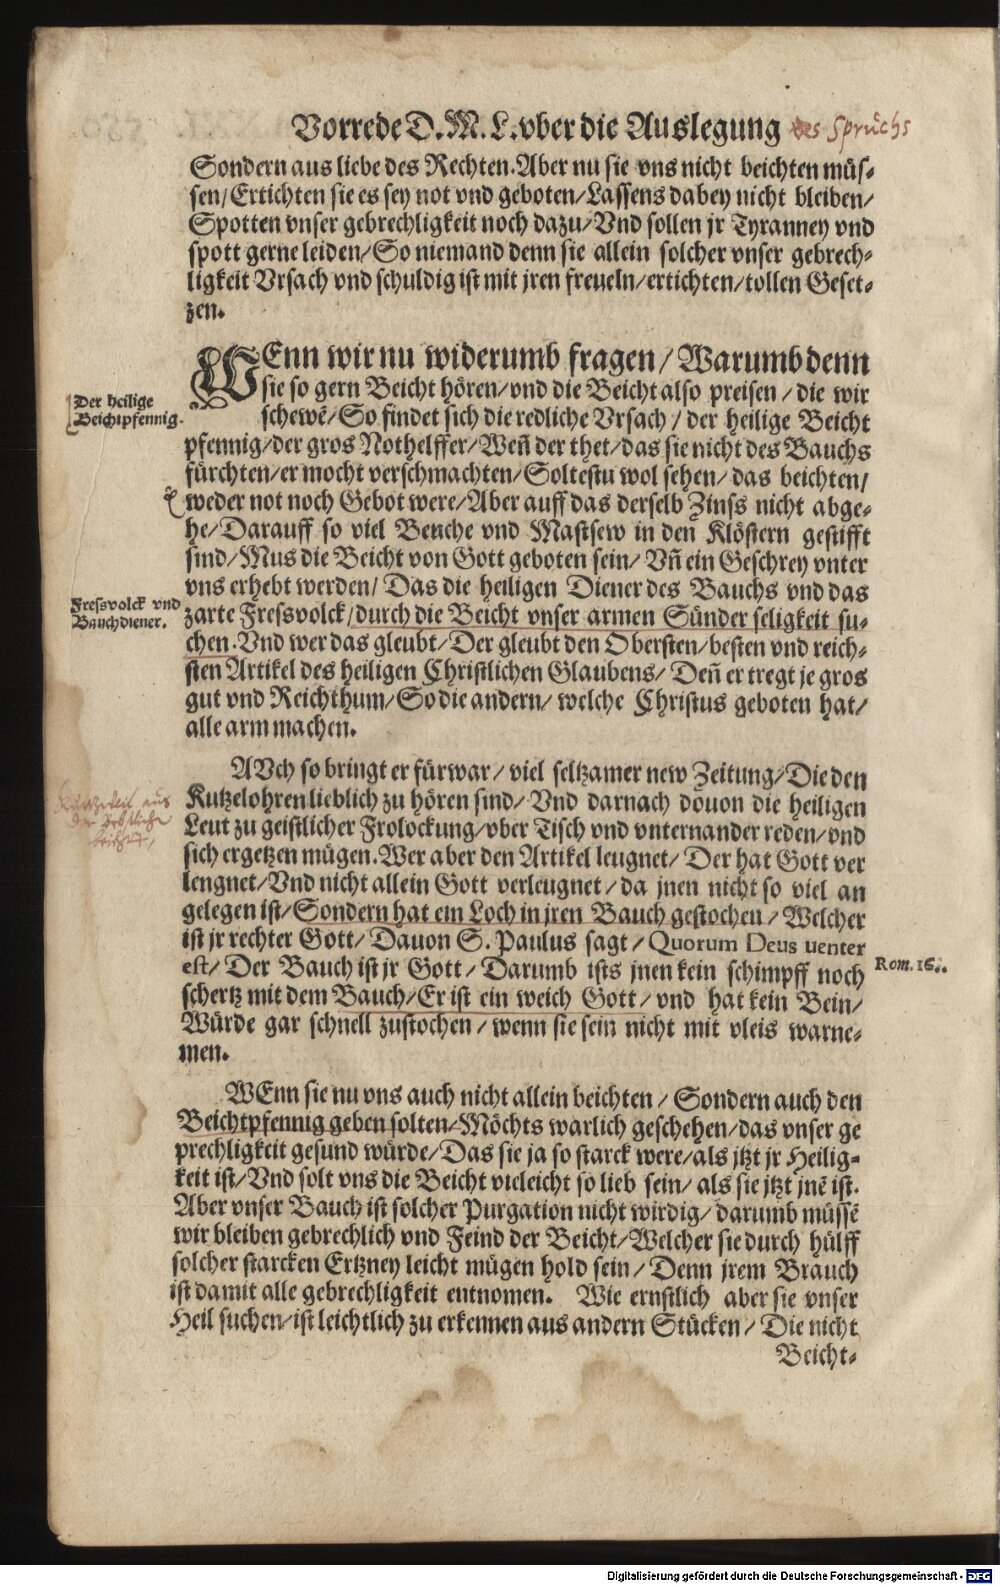 Vorrede D. M. L. vber die Auslegung des Spruchs
Sondern aus liebe des Rechten. Aber nu sie vns nicht beichten müs-
sen/ Ertichten sie es sey not vnd geboten/ Lassens dabey nicht bleiben/
Spotten vnser gebrechligkeit noch dazu/ Vnd sollen jr Tyranney vnd
spott gerne leiden/ So niemand denn sie allein solcher vnser gebrech-
ligkeit Vrsach vnd schuldig ist mit jren freueln/ ertichten/ tollen Geset-
zen.
WEnn wir nu widerumb fragen/ Warumb denn
sie so gern Beicht hören/ vnd die Beicht also preisen/ die wir
Der heilige
Beichtpfennig.
schewē/ So findet sich die redliche Vrsach/ der heilige Beicht
pfennig/ der gros Nothelffer/ Weñ der thet/ das sie nicht des Bauchs
fürchten/ er mocht verschmachten/ Soltestu wol sehen/ das beichten/
weder not noch Gebot were/ Aber auff das derselb Zinss nicht abge-
he/ Darauff so viel Beuche vnd Mastsew in den Klöstern gestifft
sind/ Mus die Beicht von Gott geboten sein/ Vñ ein Geschrey vnter
vns erhebt werden/ Das die heiligen Diener des Bauchs vnd das
Fressvolck vnd
Bauchdiener.
zarte Fressvolck/ durch die Beicht vnser armen Sünder seligkeit su-
chen. Vnd wer das gleubt/ Der gleubt den Obersten/ besten vnd reich-
sten Artikel des heiligen Christlichen Glaubens/ Deñ er tregt je gros
gut vnd Reichthum/ So die andern/ welche Christus geboten hat/
alle arm machen.
AVch so bringt er fürwar/ viel seltzamer new Zeitung/ Die den
Kutzelohren lieblich zu hören sind/ Vnd darnach douon die heiligen
Leut zu geistlicher Frolockung/ vber Tisch vnd vnternander reden/ vnd
sich ergetzen mügen. Wer aber den Artikel leugnet/ Der hat Gott ver
lengnet/ Vnd nicht allein Gott verleugnet/ da jnen nicht so viel an
gelegen ist/ Sondern hat ein Loch in jren Bauch gestochen/ Welcher
ist jr rechter Gott/ Dauon S. Paulus sagt/ Quorum Deus uenter
est/ Der Bauch ist jr Gott/ Darumb ists jnen kein schimpff noch
Rom. 16.
schertz mit dem Bauch/ Er ist ein weich Gott/ vnd hat kein Bein/
Würde gar schnell zustochen/ wenn sie sein nicht mit vleis warne-
men.
WEnn sie nu vns auch nicht allein beichten/ Sondern auch den
Beichtpfennig geben solten/ Möchts warlich geschehen/ das vnser ge
prechligkeit gesund würde/ Das sie ja so starck were/ als jtzt jr Heilig-
keit ist/ Vnd solt vns die Beicht vieleicht so lieb sein/ als sie jtzt jnē ist.
Aber vnser Bauch ist solcher Purgation nicht wirdig/ darumb müssē
wir bleiben gebrechlich vnd Feind der Beicht/ Welcher sie durch hülff
solcher starcken Ertzney leicht mügen hold sein/ Denn jrem Brauch
ist damit alle gebrechligkeit entnomen. Wie ernstlich aber sie vnser
Heil suchen/ ist leichtlich zu erkennen aus andern Stücken/ Die nicht
Beicht-
Digitalisierung gefördert durch die Deutsche Forschungsgemeinschaft - DFG